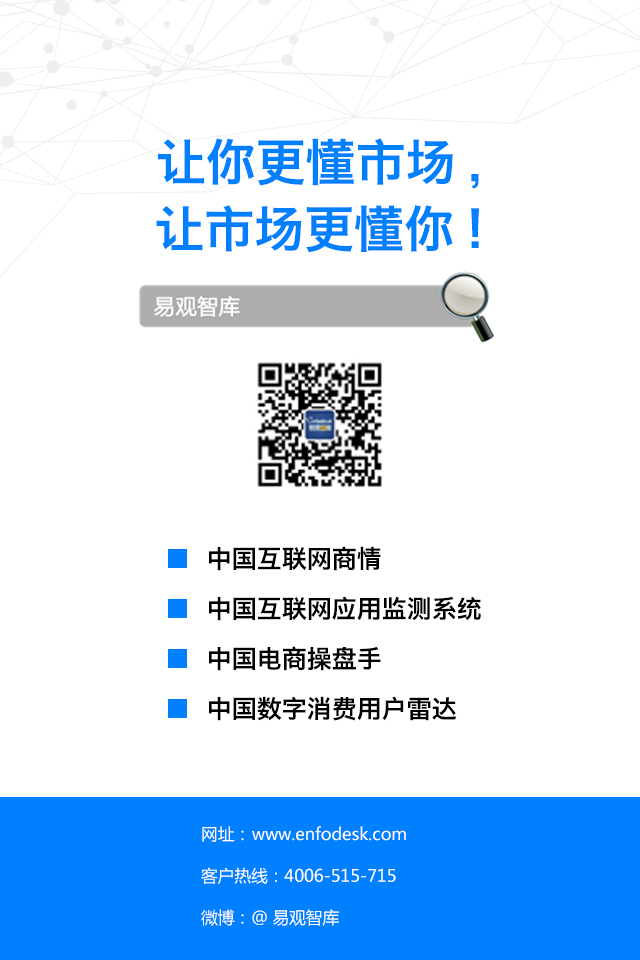 让你更懂市场，
让市场更懂你！
易观智库
中国互联网商情
中国互联网应用监测系统
中国电商操盘手
中国数字消费用户雷达
网址：www.enfodesk.com
客户热线：4006-515-715
微博：@ 易观智库